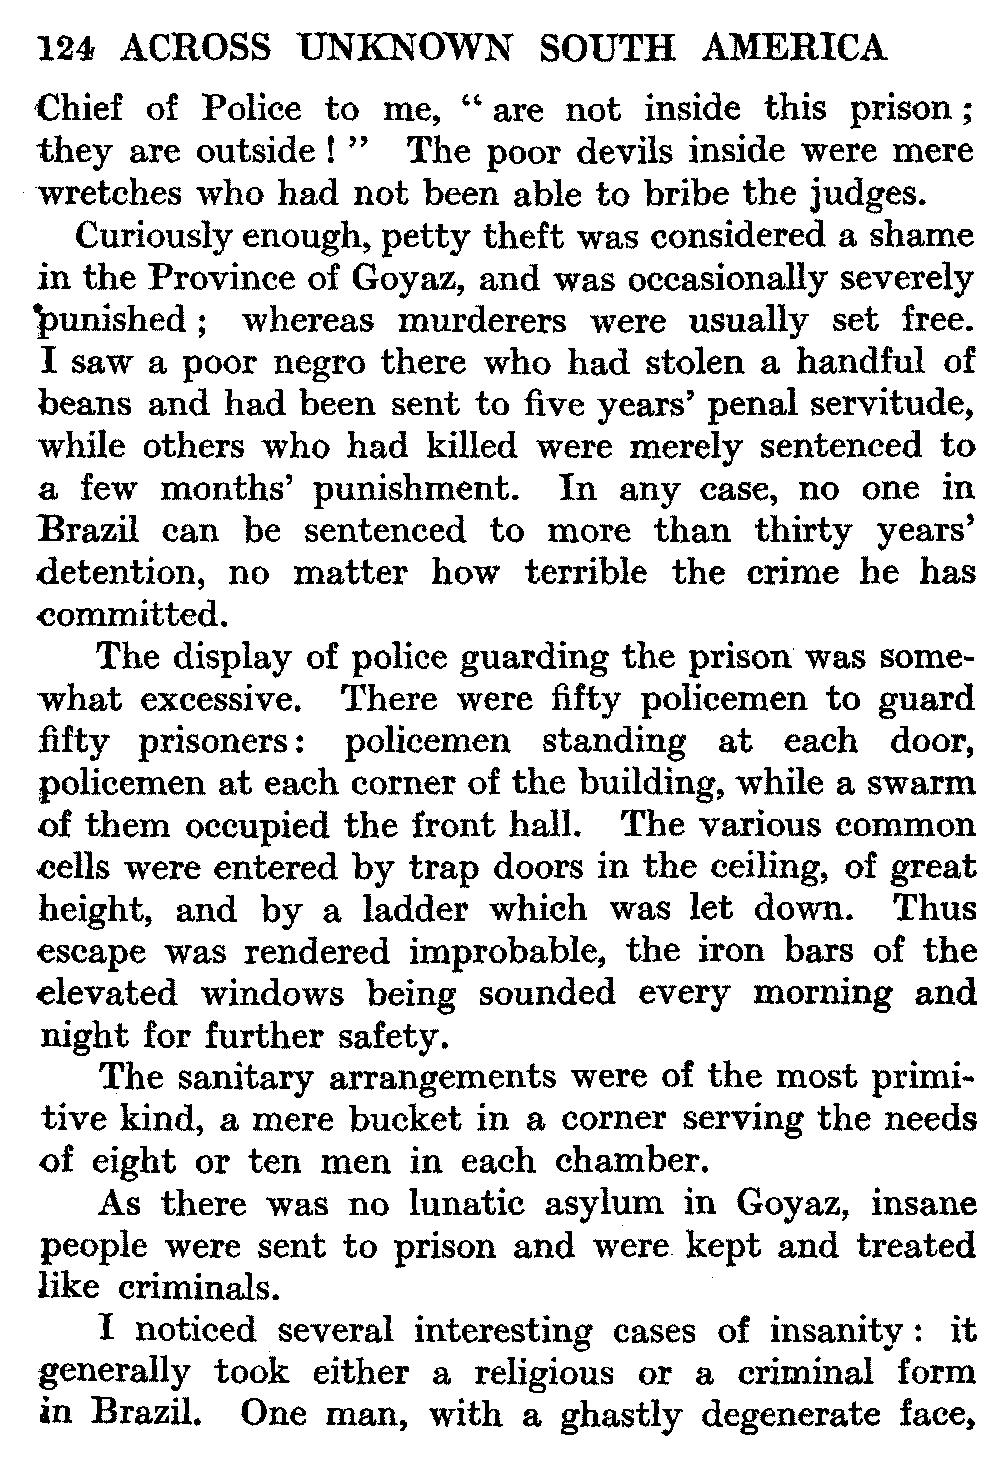 124 ACROSS UNKNOWN SOUTH AMERICA
Chief of Police to me, “ are not inside this prison ;
they are outside ! ” The poor devils inside were mere
wretches who had not been able to bribe the judges.
Curiously enough, petty theft was considered a shame
in the Province of Goyaz, and was occasionally severely
punished ; whereas murderers were usually set free.
I saw a poor negro there who had stolen a handful of
beans and had been sent to five years’ penal servitude,
while others who had killed were merely sentenced to
a few months’ punishment. In any case, no one in
Brazil can be sentenced to more than thirty years’
detention, no matter how terrible the crime he has
committed.
The display of police guarding the prison was some-
what excessive. There were fifty policemen to guard
fifty prisoners : policemen standing at each door,
policemen at each corner of the building, while a swarm
of them occupied the front hall. The various common
cells were entered by trap doors in the ceiling, of great
height, and by a ladder which was let down. Thus
escape was rendered improbable, the iron bars of the
elevated windows being sounded every morning and
night for further safety.
The sanitary arrangements were of the most primi-
tive kind, a mere bucket in a corner serving the needs
of eight or ten men in each chamber.
As there was no lunatic asylum in Goyaz, insane
people were sent to prison and were kept and treated
like criminals.
I noticed several interesting cases of insanity : it
generally took either a religious or a criminal form
in Brazil. One man, with a ghastly degenerate face,